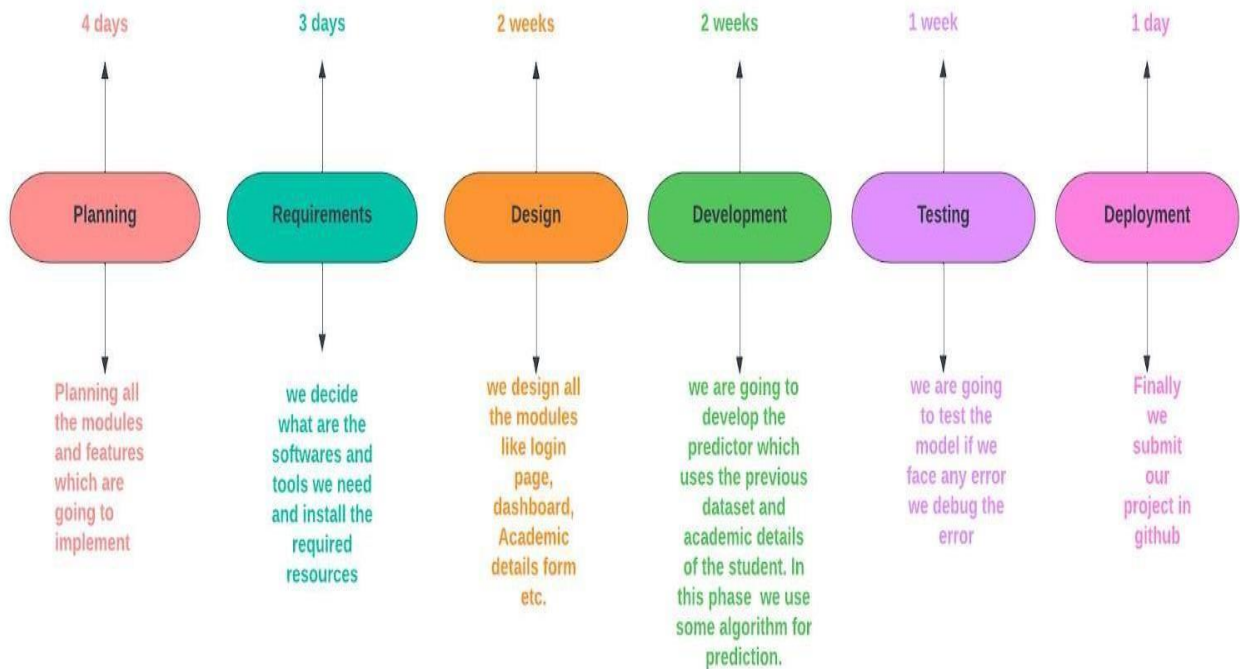 4 days
3 days
2 weeks
2 weeks
1 week
1 day
Planning
Requirements
Design
Development
Testing
Deployment
Planning all
the modules
and features
which are
going to
implement
we decide
what are the
softwares and
tools we need
and install the
required
resources
we design all
the modules
like login
page,
dashboard,
Academic
details form
etc.
we are going to
develop the
predictor which
uses the previous
dataset and
academic details
of the student. In
this phase we use
some algorithm for
prediction.
we are going
to test the
model if we
face any error
we debug the
error
Finally
we
submit
our
project in
github